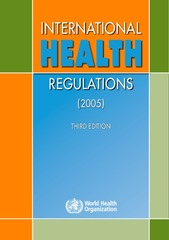 INTERNATIONAL
HEALTH
REGULATIONS
(2005)
THIRD EDITION
World Health
Organization